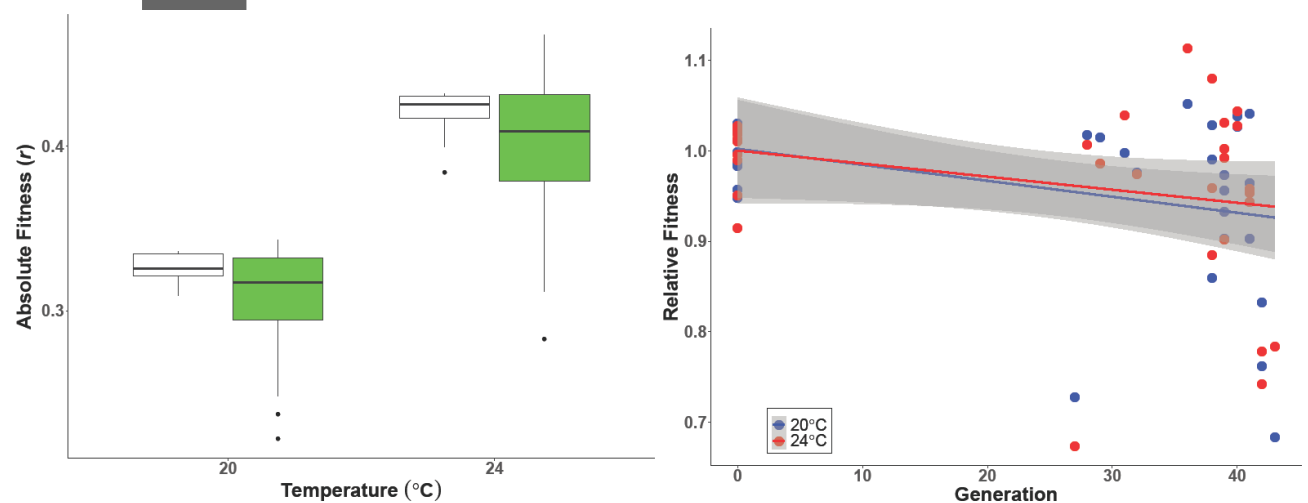 Absolute Fitness (r)
0.4
0.3
20
24
Temperature (°C)
Relative Fitness
1.1
1.0
0.9
0.8
0.7
20°C
24°C
0
10
20
30
40
Generation